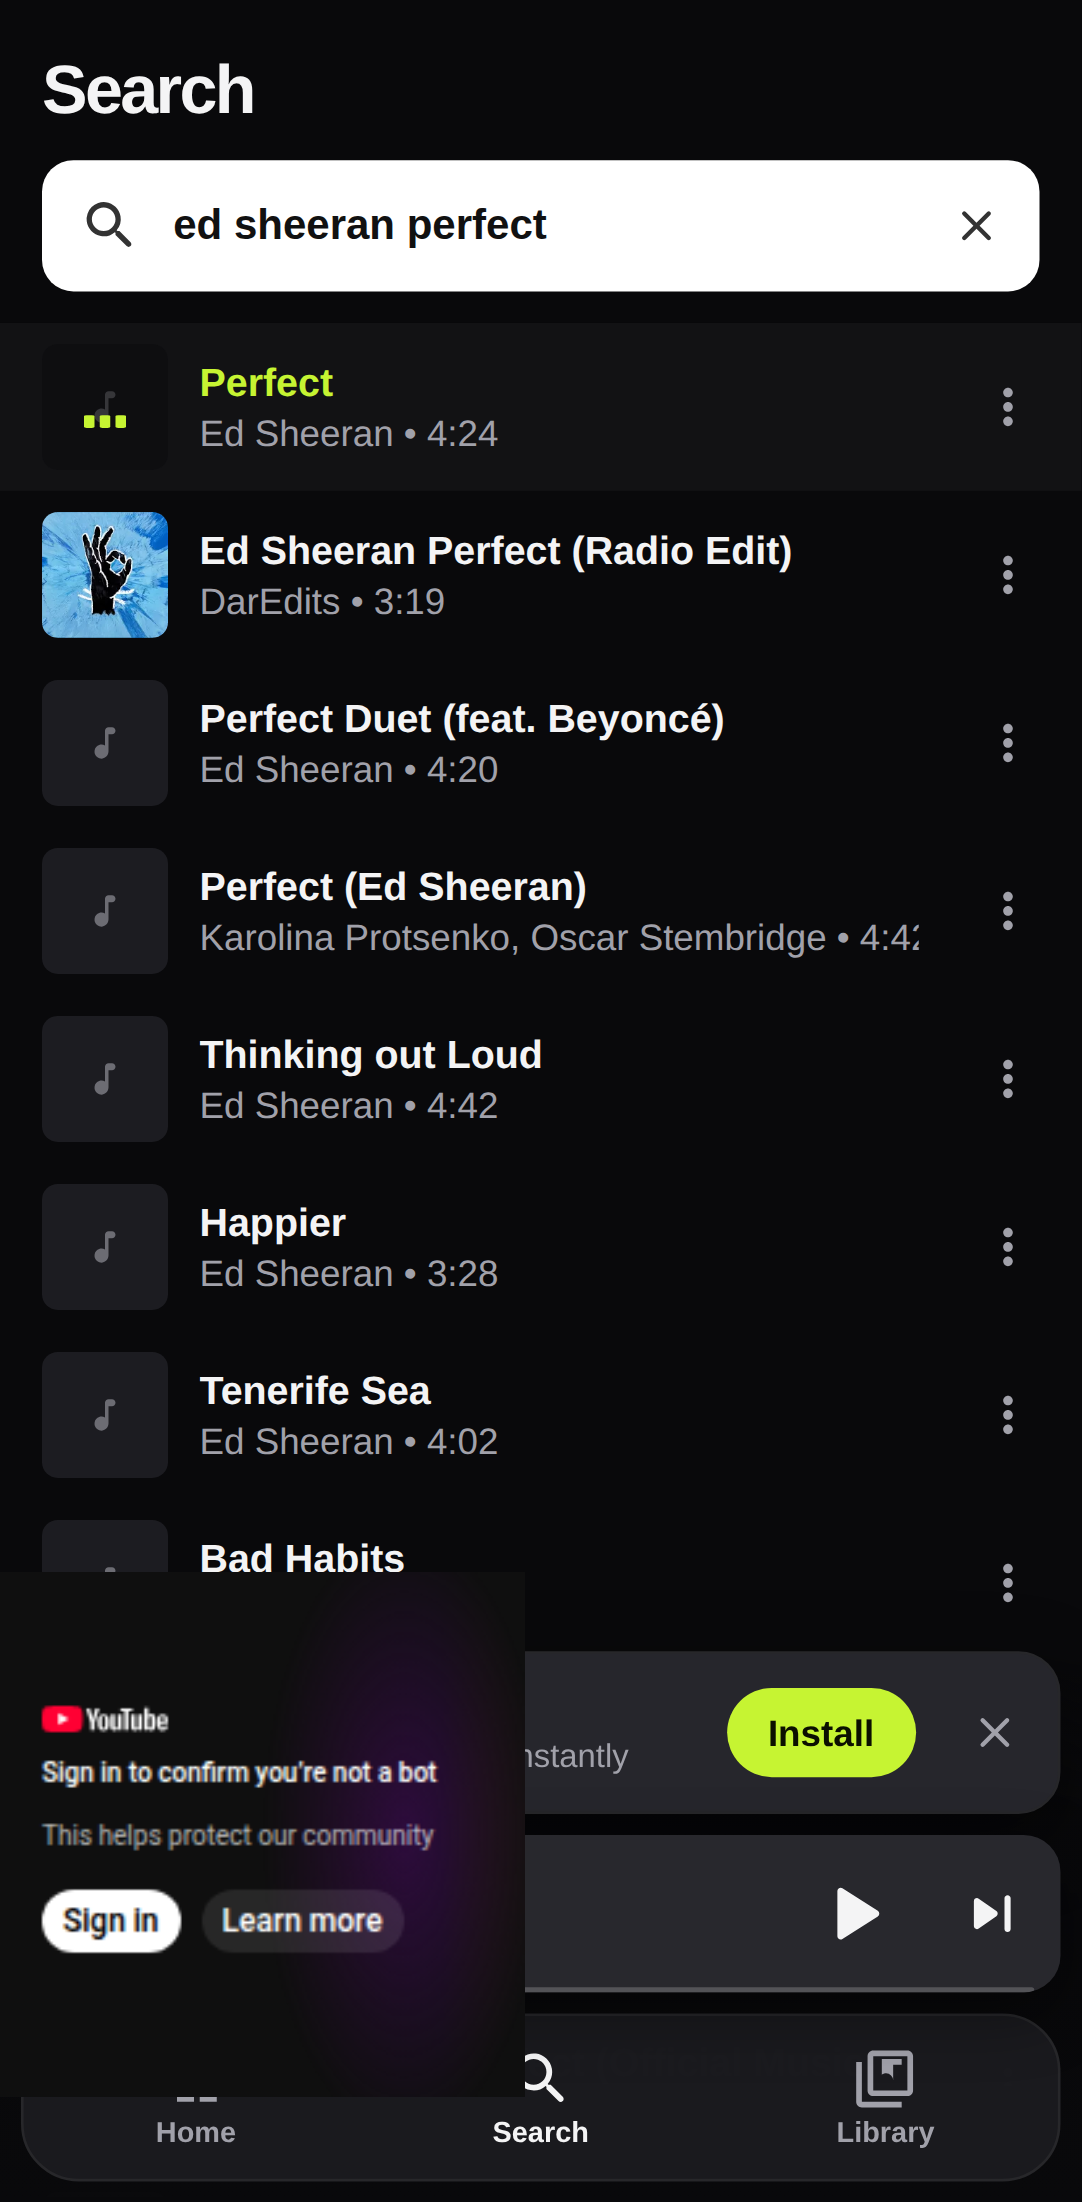 Search
ed sheeran perfect
Perfect
Ed Sheeran • 4:24
Ed Sheeran Perfect (Radio Edit)
DarEdits • 3:19
Perfect Duet (feat. Beyoncé)
Ed Sheeran • 4:20
Perfect (Ed Sheeran)
Karolina Protsenko, Oscar Stembridge • 4:42
Thinking out Loud
Ed Sheeran • 4:42
Happier
Ed Sheeran • 3:28
Tenerife Sea
Ed Sheeran • 4:02
Bad Habits
YouTube
Sign in to confirm you're not a bot
This helps protect our community
Sign in
Learn more
nstantly
Install
Home
Search
Library